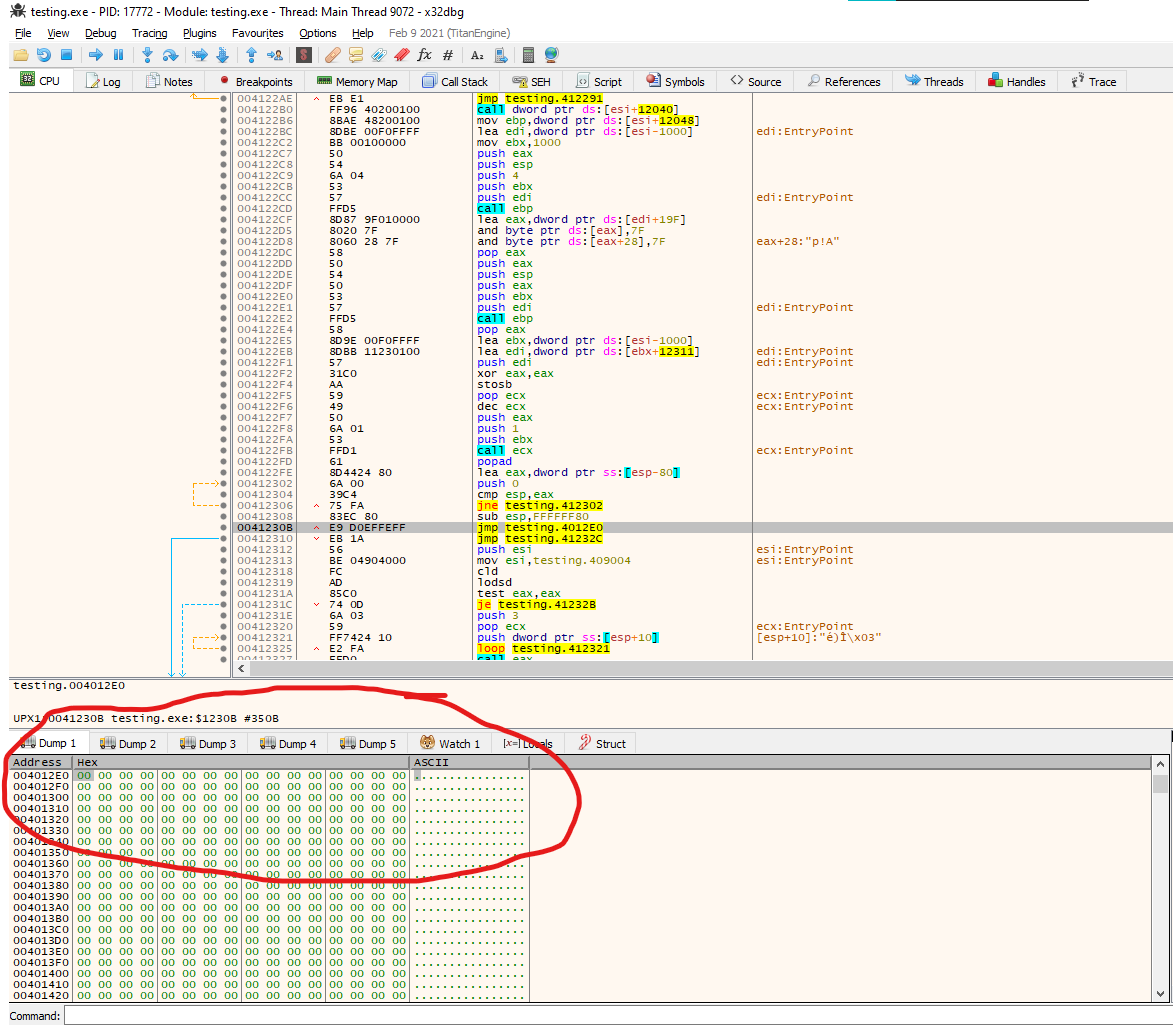 testing.exe - PID: 17772 - Module: testing.exe - Thread: Main Thread 9072 - x32dbg
File View Debug Tracing Plugins Favourites Options Help Feb 9 2021 (TitanEngine)
CPU Log Notes Breakpoints Memory Map Call Stack SEH Script Symbols Source References Threads Handles Trace
004122AE EB E1 jmp testing.412291
004122B0 FF96 40200100 call dword ptr ds:[esi+12040]
004122B6 8BAE 48200100 mov ebp,dword ptr ds:[esi+12048]
004122BC 8DBE 00F0FFFF lea edi,dword ptr ds:[esi-1000] edi:EntryPoint
004122C2 BB 00100000 mov ebx,1000
004122C7 50 push eax
004122C8 54 push esp
004122C9 6A 04 push 4
004122CB 53 push ebx
004122CC 57 push edi edi:EntryPoint
004122CD FFD5 call ebp
004122CF 8D87 9F010000 lea eax,dword ptr ds:[edi+19F]
004122D5 8020 7F and byte ptr ds:[eax],7F
004122D8 8060 28 7F and byte ptr ds:[eax+28],7F eax+28:"p!A"
004122DC 58 pop eax
004122DD 50 push eax
004122DE 54 push esp
004122DF 50 push eax
004122E0 53 push ebx
004122E1 57 push edi edi:EntryPoint
004122E2 FFD5 call ebp
004122E4 58 pop eax
004122E5 8D9E 00F0FFFF lea ebx,dword ptr ds:[esi-1000]
004122EB 8DBB 11230100 lea edi,dword ptr ds:[ebx+12311] edi:EntryPoint
004122F1 57 push edi edi:EntryPoint
004122F2 31C0 xor eax,eax
004122F4 AA stosb
004122F5 59 pop ecx ecx:EntryPoint
004122F6 49 dec ecx ecx:EntryPoint
004122F7 50 push eax
004122F8 6A 01 push 1
004122FA 53 push ebx
004122FB FFD1 call ecx ecx:EntryPoint
004122FD 61 popad
004122FE 8D4424 80 lea eax,dword ptr ss:[esp-80]
00412302 6A 00 push 0
00412304 39C4 cmp esp,eax
00412306 75 FA jne testing.412302
00412308 83EC 80 sub esp,FFFFFF80
0041230B E9 D0EFFEFF jmp testing.4012E0
00412310 EB 1A jmp testing.41232C
00412312 56 push esi esi:EntryPoint
00412313 BE 04904000 mov esi,testing.409004 esi:EntryPoint
00412318 FC cld
00412319 AD lodsd
0041231A 85C0 test eax,eax
0041231C 74 0D je testing.41232B
0041231E 6A 03 push 3
00412320 59 pop ecx ecx:EntryPoint
00412321 FF7424 10 push dword ptr ss:[esp+10] [esp+10]:"é)Ì\x03"
00412325 E2 FA loop testing.412321
00412327 FFD0 call eax
testing.004012E0
UPX1:0041230B testing.exe:$1230B #350B
Dump 1 Dump 2 Dump 3 Dump 4 Dump 5 Watch 1 [x=] Locals Struct
Address Hex ASCII
004012E0 00 00 00 00 00 00 00 00 00 00 00 00 00 00 00 00 ................
004012F0 00 00 00 00 00 00 00 00 00 00 00 00 00 00 00 00 ................
00401300 00 00 00 00 00 00 00 00 00 00 00 00 00 00 00 00 ................
00401310 00 00 00 00 00 00 00 00 00 00 00 00 00 00 00 00 ................
00401320 00 00 00 00 00 00 00 00 00 00 00 00 00 00 00 00 ................
00401330 00 00 00 00 00 00 00 00 00 00 00 00 00 00 00 00 ................
00401340 00 00 00 00 00 00 00 00 00 00 00 00 00 00 00 00 ................
00401350 00 00 00 00 00 00 00 00 00 00 00 00 00 00 00 00 ................
00401360 00 00 00 00 00 00 00 00 00 00 00 00 00 00 00 00 ................
00401370 00 00 00 00 00 00 00 00 00 00 00 00 00 00 00 00 ................
00401380 00 00 00 00 00 00 00 00 00 00 00 00 00 00 00 00 ................
00401390 00 00 00 00 00 00 00 00 00 00 00 00 00 00 00 00 ................
004013A0 00 00 00 00 00 00 00 00 00 00 00 00 00 00 00 00 ................
004013B0 00 00 00 00 00 00 00 00 00 00 00 00 00 00 00 00 ................
004013C0 00 00 00 00 00 00 00 00 00 00 00 00 00 00 00 00 ................
004013D0 00 00 00 00 00 00 00 00 00 00 00 00 00 00 00 00 ................
004013E0 00 00 00 00 00 00 00 00 00 00 00 00 00 00 00 00 ................
004013F0 00 00 00 00 00 00 00 00 00 00 00 00 00 00 00 00 ................
00401400 00 00 00 00 00 00 00 00 00 00 00 00 00 00 00 00 ................
00401410 00 00 00 00 00 00 00 00 00 00 00 00 00 00 00 00 ................
00401420 00 00 00 00 00 00 00 00 00 00 00 00 00 00 00 00 ................
Command: